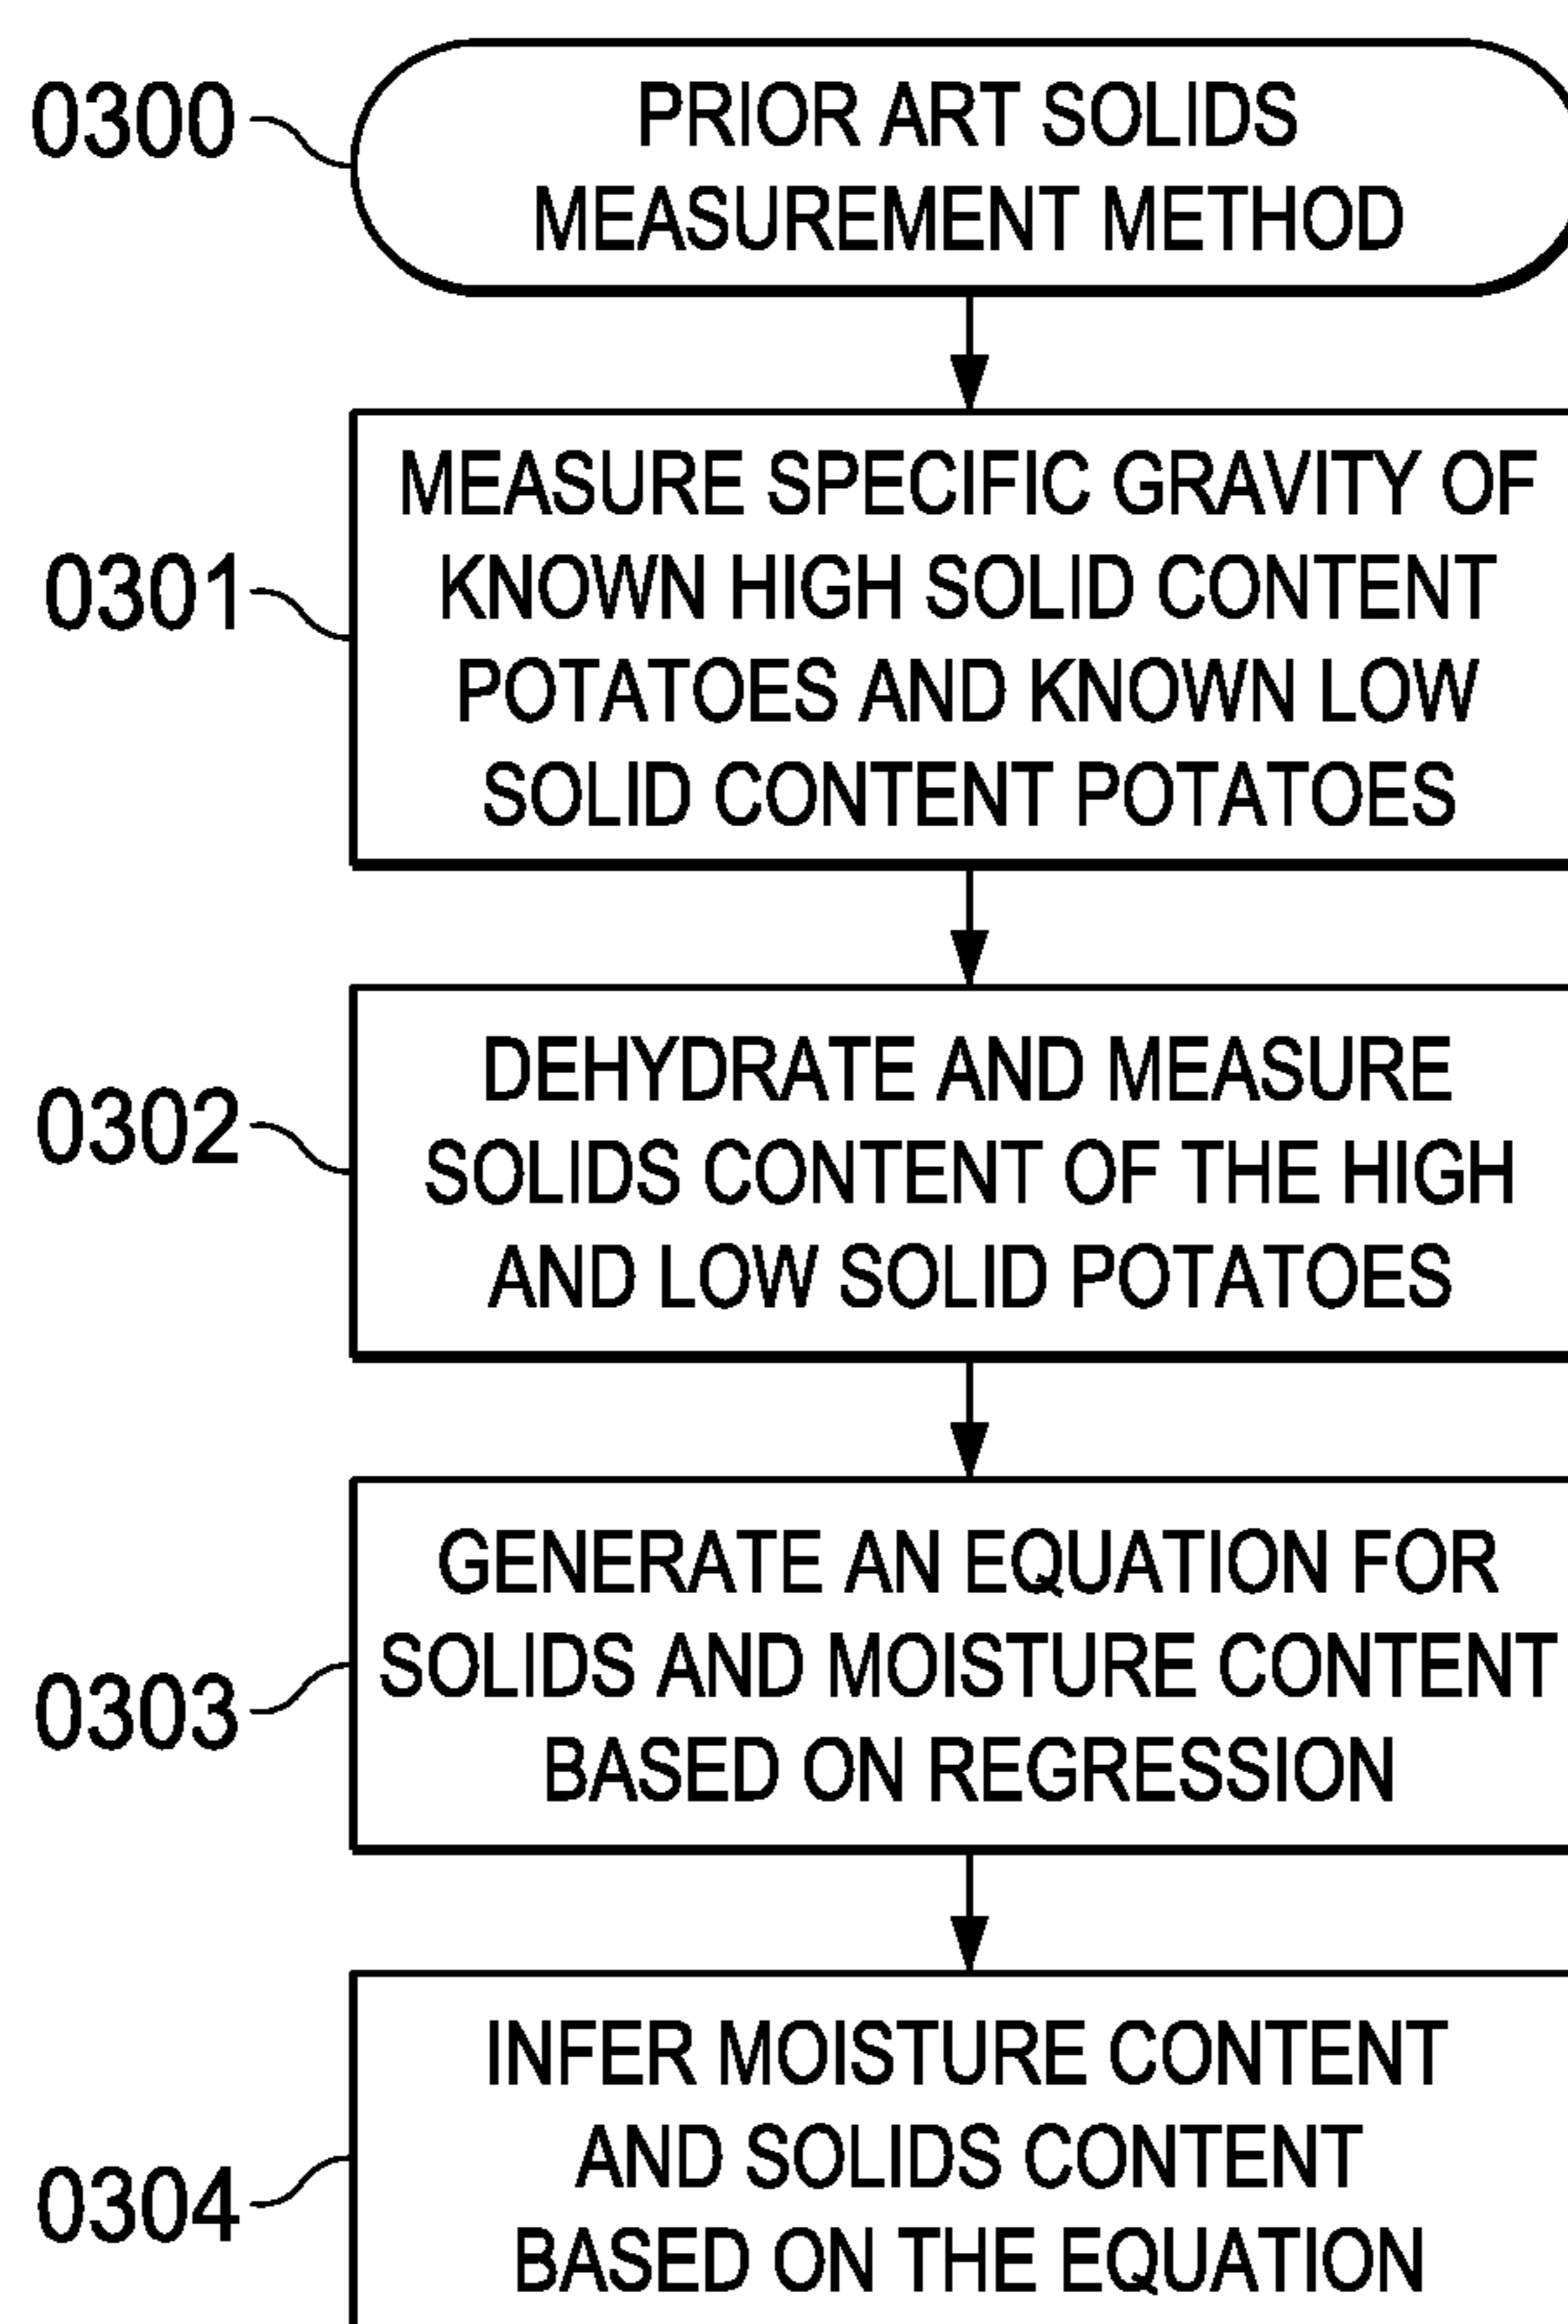 0300
PRIOR ART SOLIDS
MEASUREMENT METHOD
0301
MEASURE SPECIFIC GRAVITY OF
KNOWN HIGH SOLID CONTENT
POTATOES AND KNOWN LOW
SOLID CONTENT POTATOES
0302
DEHYDRATE AND MEASURE
SOLIDS CONTENT OF THE HIGH
AND LOW SOLID POTATOES
0303
GENERATE AN EQUATION FOR
SOLIDS AND MOISTURE CONTENT
BASED ON REGRESSION
0304
INFER MOISTURE CONTENT
AND SOLIDS CONTENT
BASED ON THE EQUATION